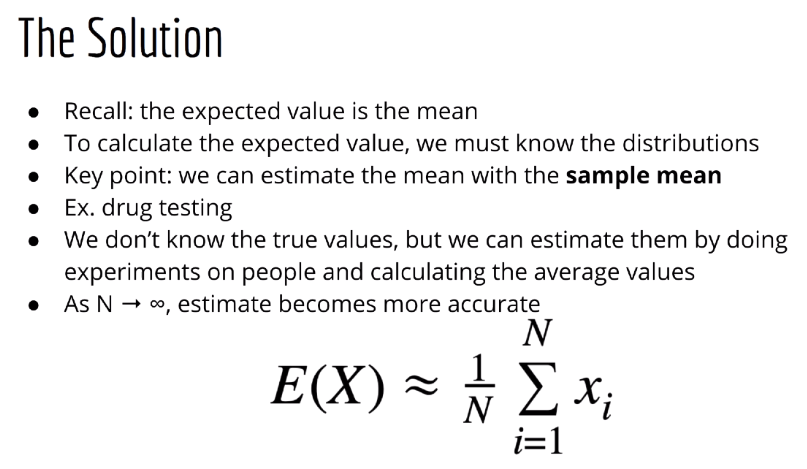 The Solution
● Recall: the expected value is the mean
● To calculate the expected value, we must know the distributions
● Key point: we can estimate the mean with the sample mean
● Ex. drug testing
● We don’t know the true values, but we can estimate them by doing
experiments on people and calculating the average values
● As N → ∞, estimate becomes more accurate
E(X) ≈ 1/N ∑_{i=1}^{N} x_i